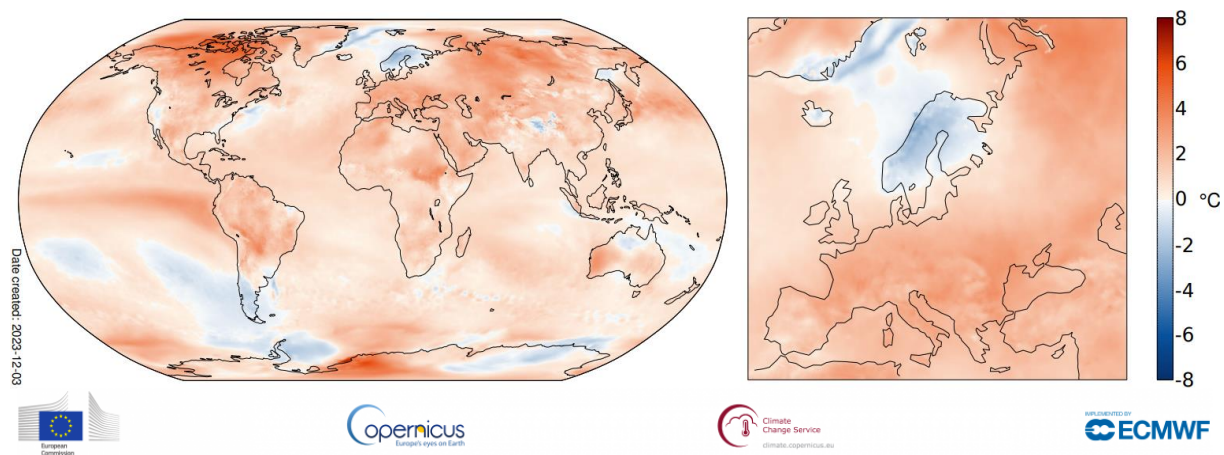 8
6
4
2
0
°C
-2
-4
-6
-8
Date created: 2023-12-03
European
Commission
opernicus
Europe's eyes on Earth
Climate
Change Service
climate.copernicus.eu
IMPLEMENTED BY
ECMWF